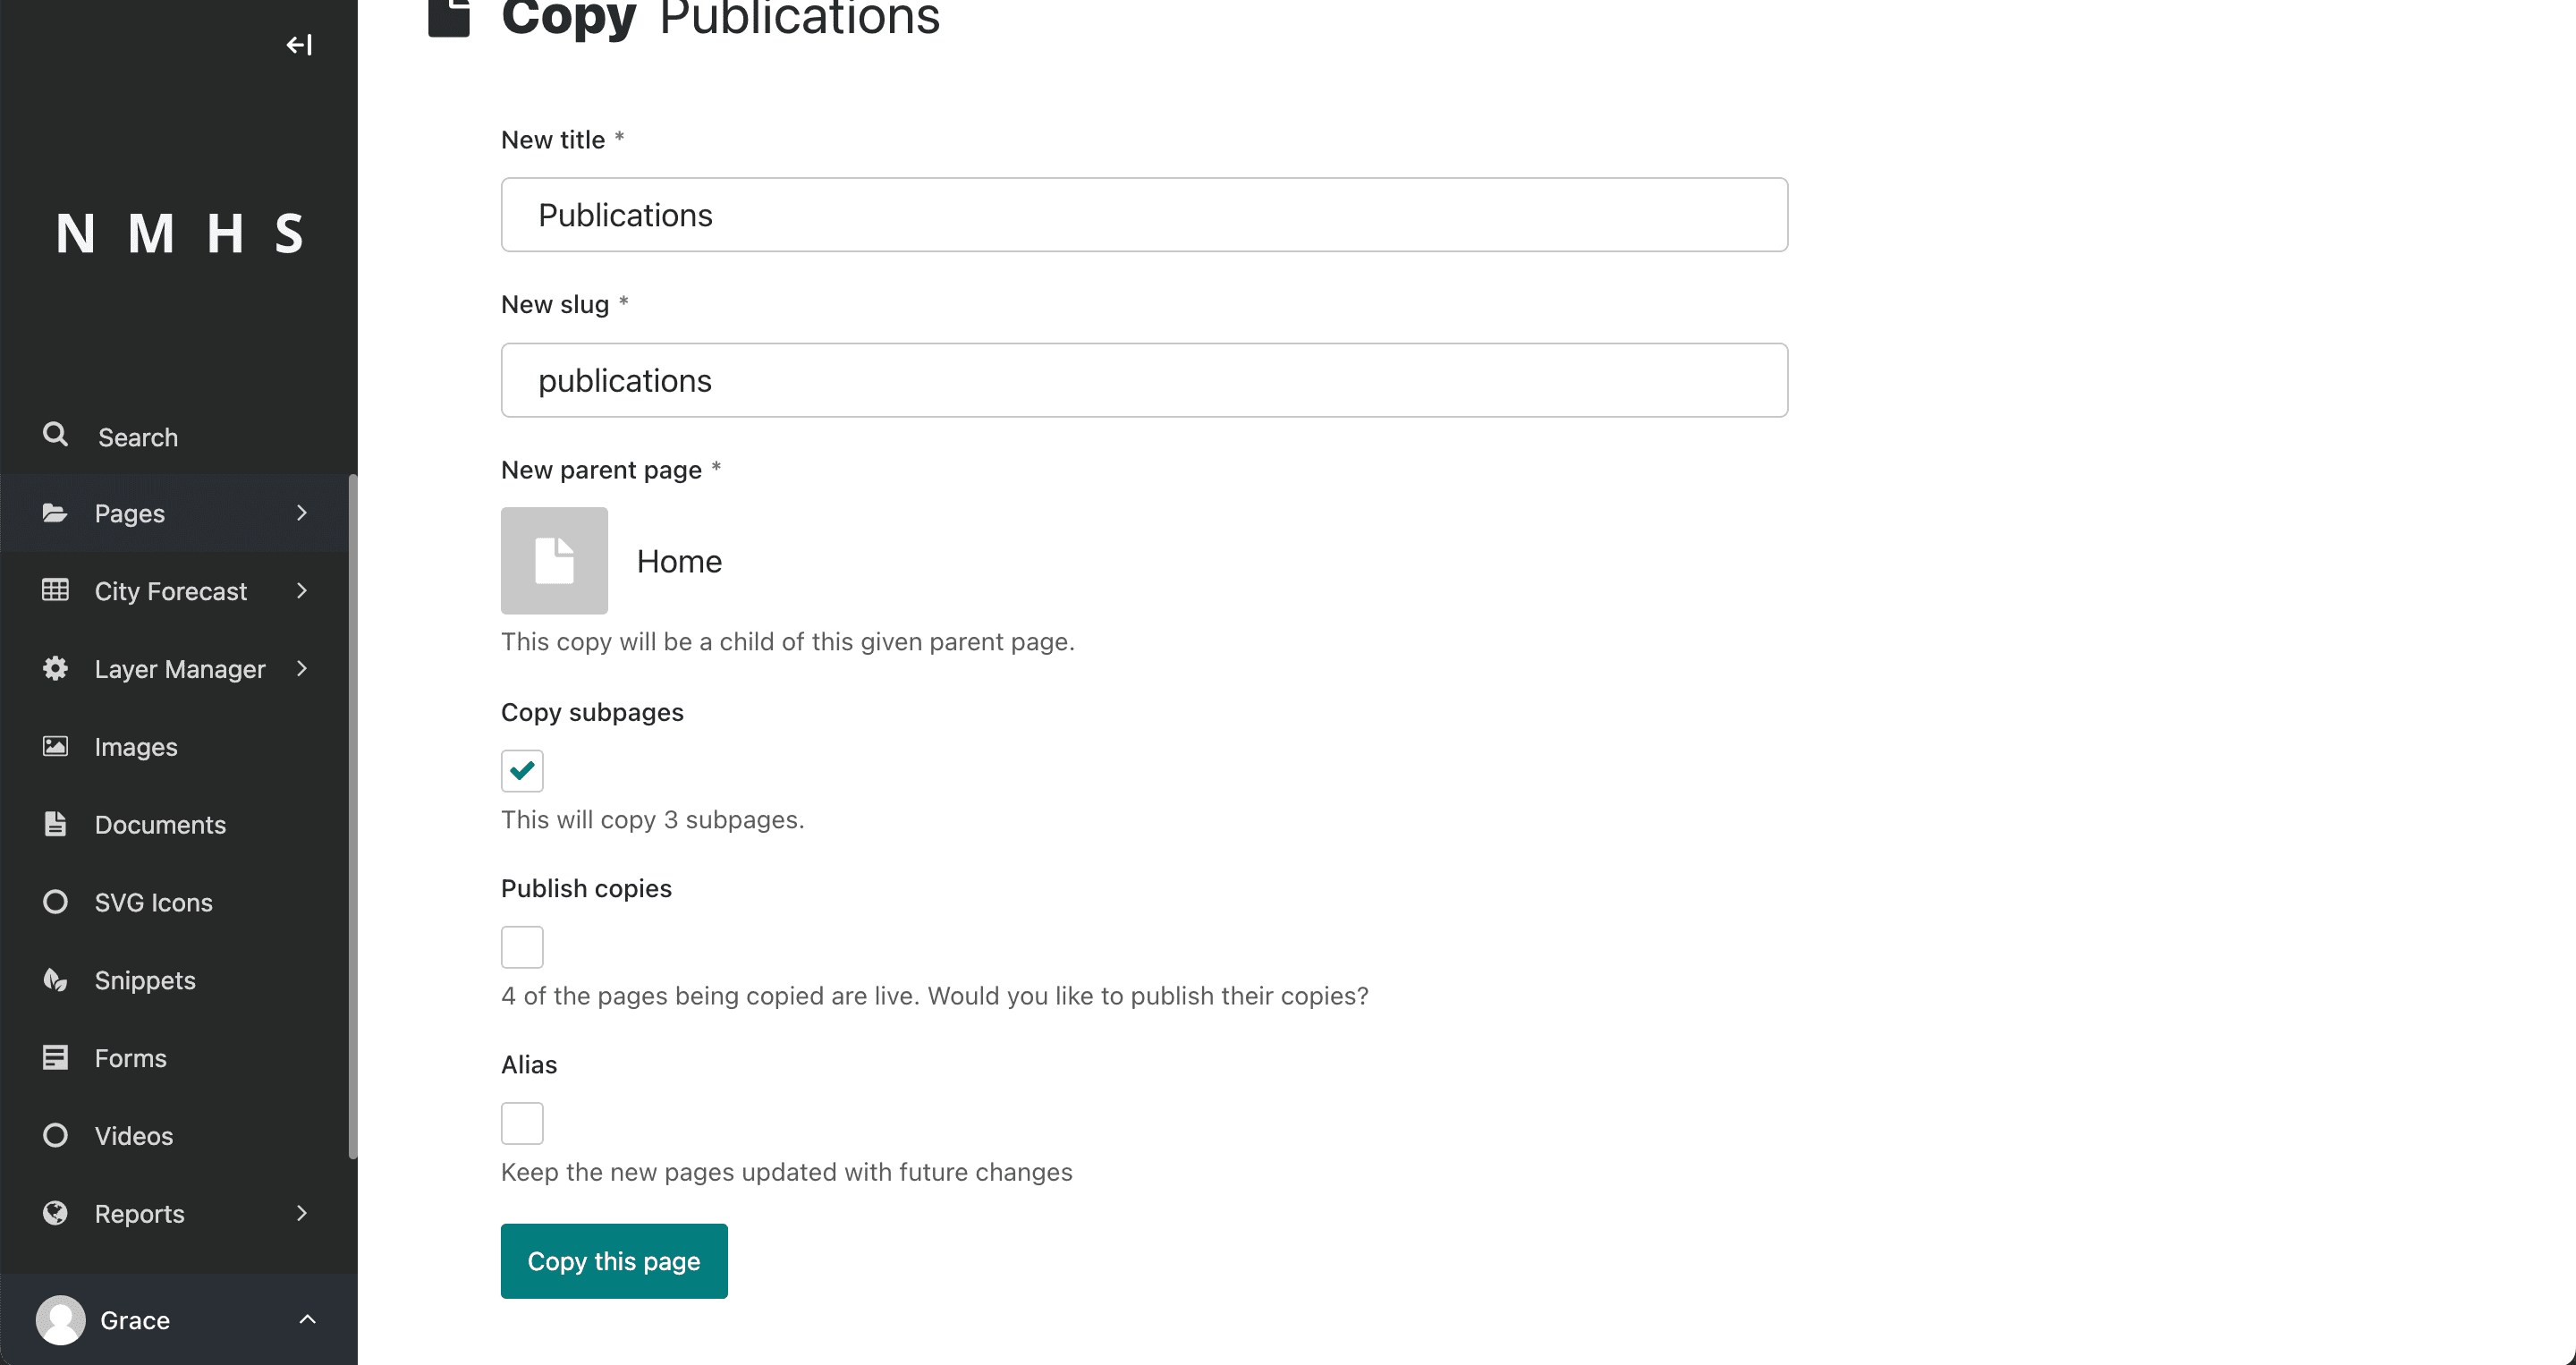 N M H S
Search
Pages
City Forecast
Layer Manager
Images
Documents
SVG Icons
Snippets
Forms
Videos
Reports
Grace
Copy Publications
New title *
Publications
New slug *
publications
New parent page *
Home
This copy will be a child of this given parent page.
Copy subpages
This will copy 3 subpages.
Publish copies
4 of the pages being copied are live. Would you like to publish their copies?
Alias
Keep the new pages updated with future changes
Copy this page